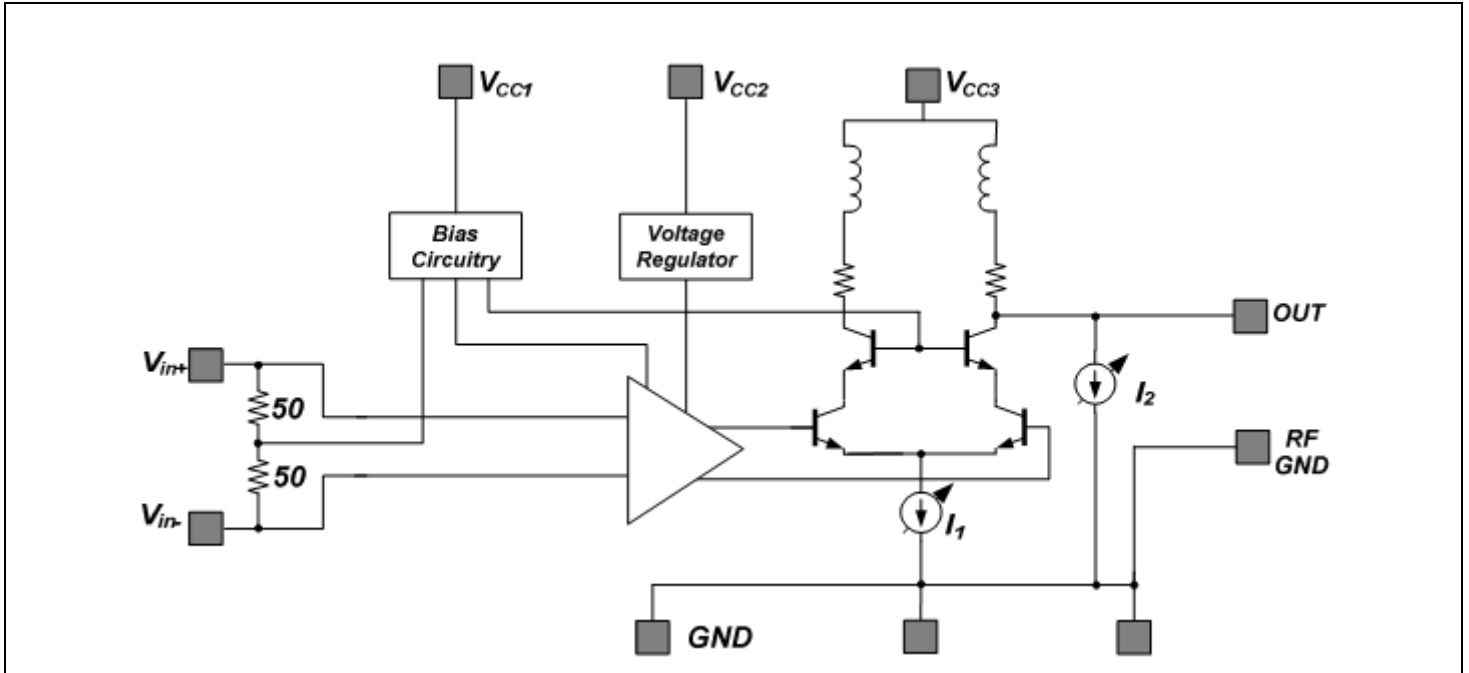 VCC1
VCC2
VCC3
Bias
Circuitry
Voltage
Regulator
OUT
Vin+
50
I2
RF
GND
50
Vin-
I1
GND